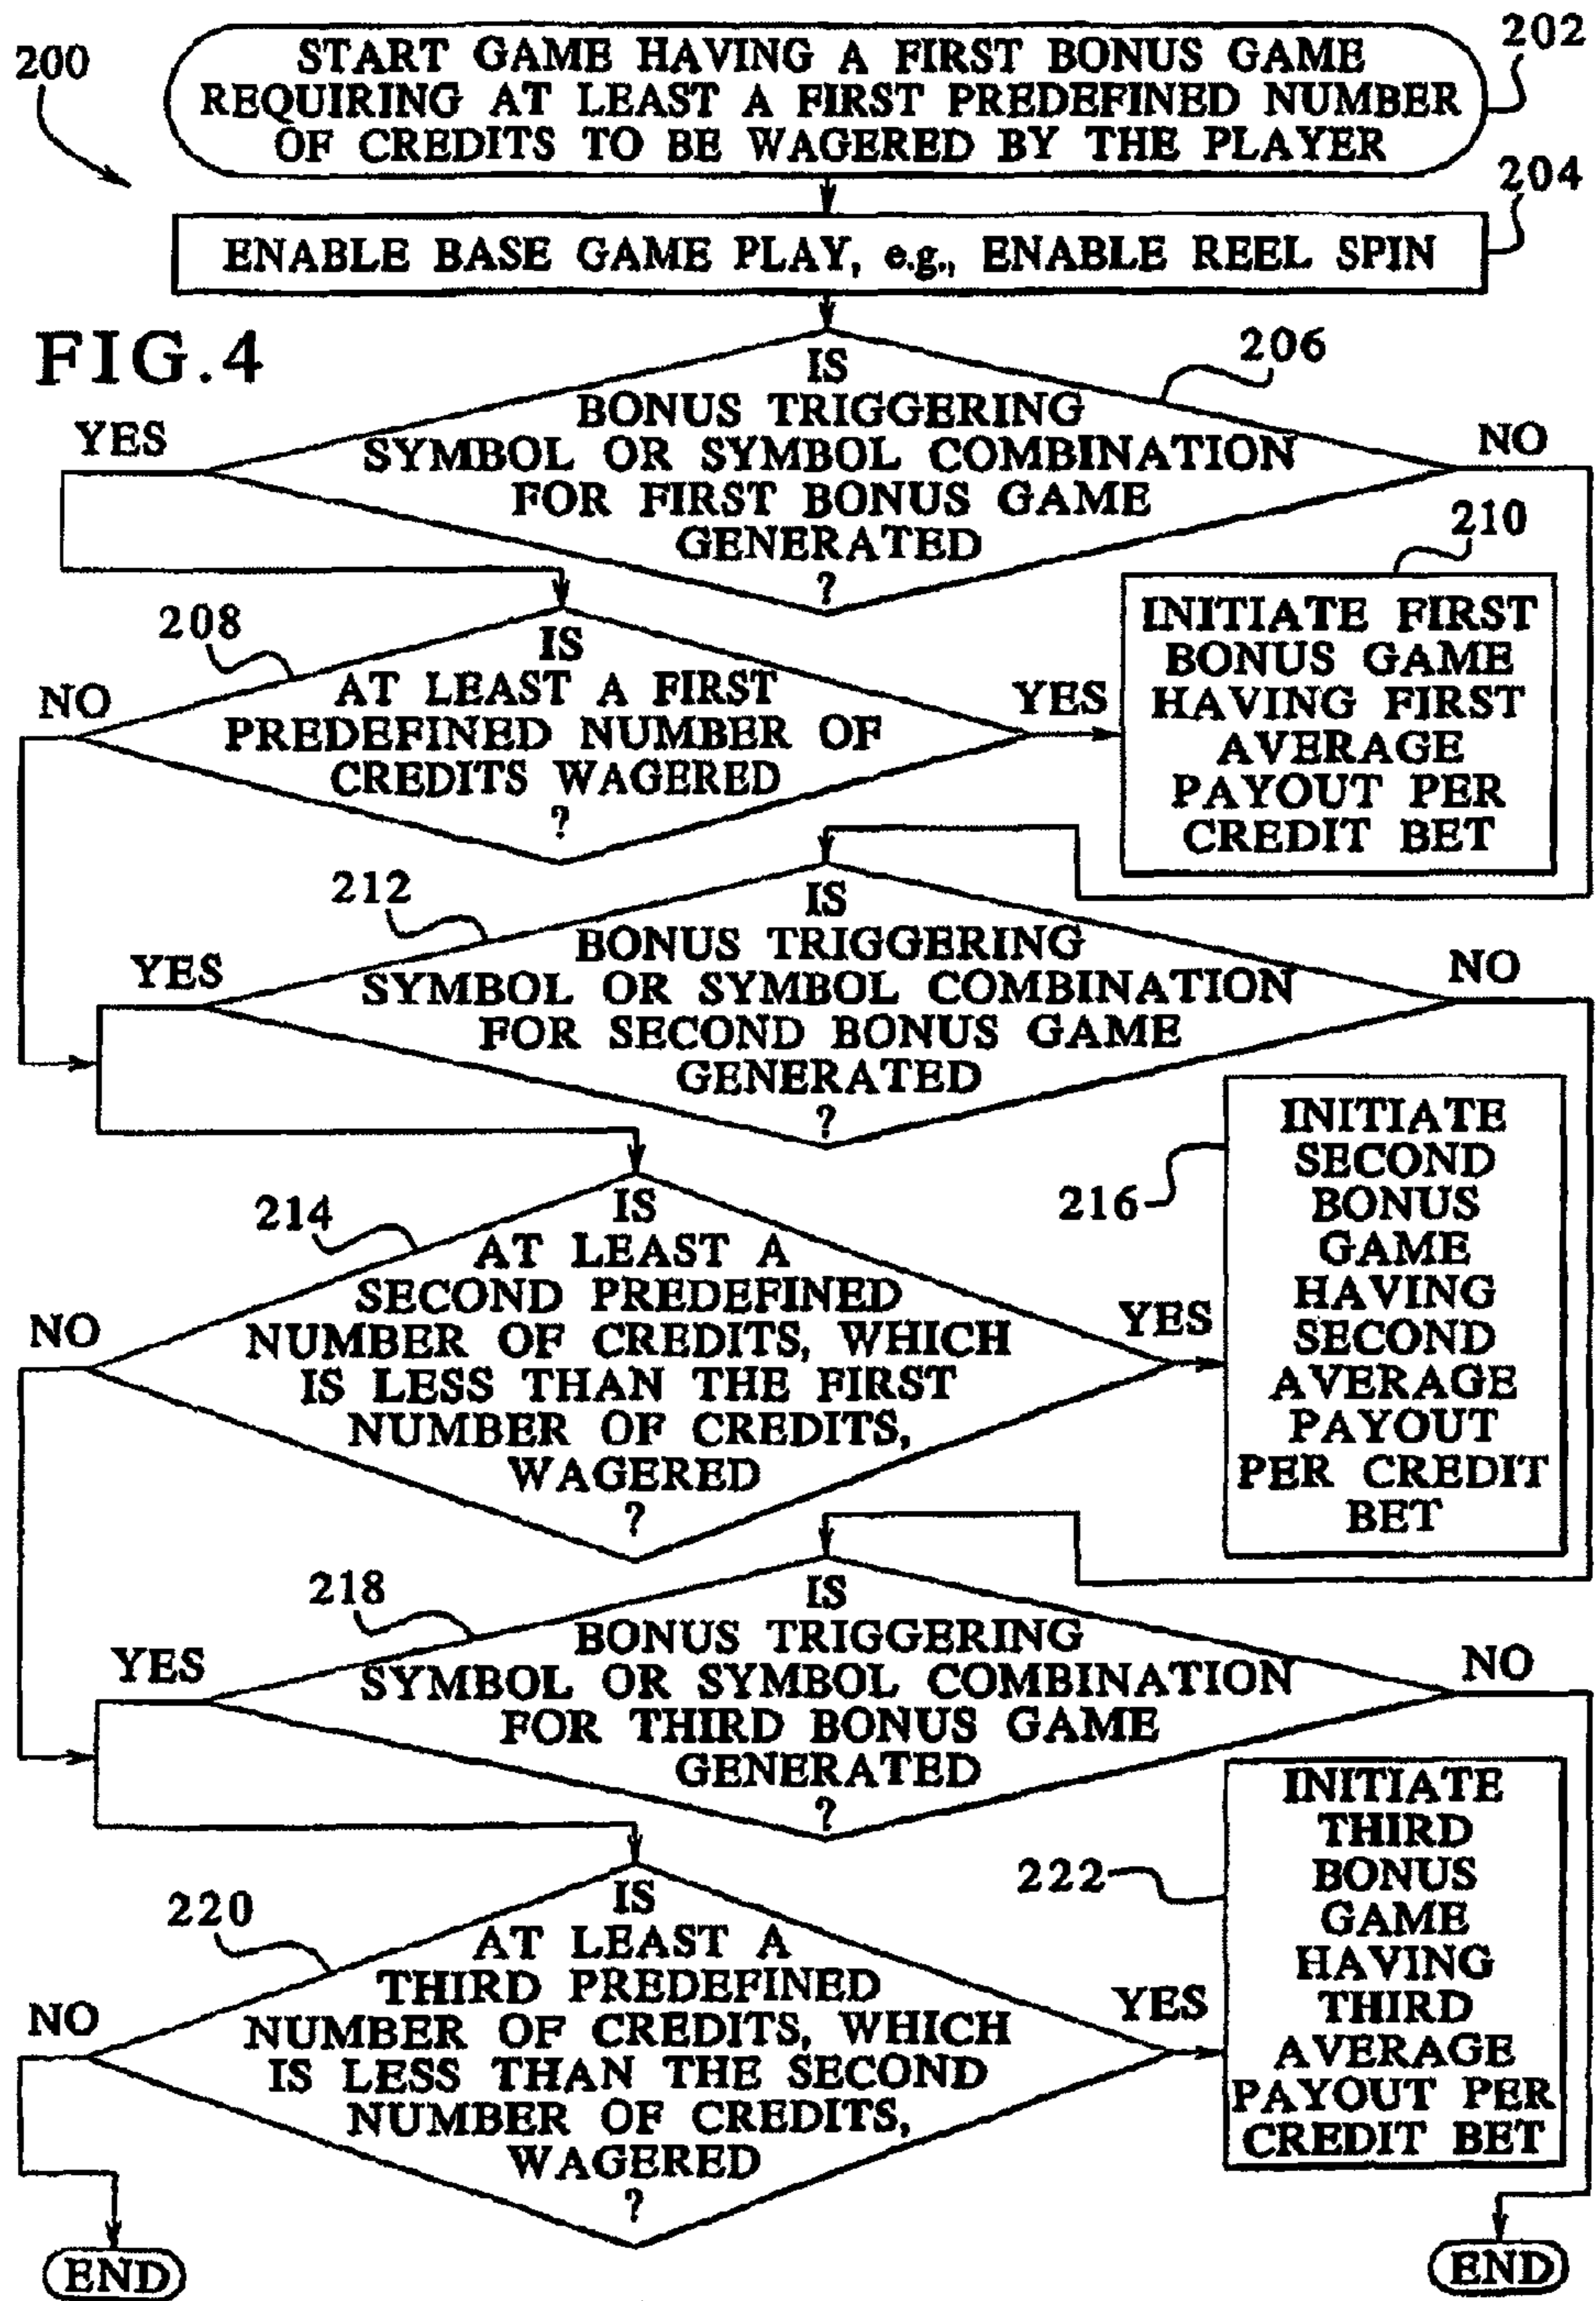 200
START GAME HAVING A FIRST BONUS GAME
REQUIRING AT LEAST A FIRST PREDEFINED NUMBER
OF CREDITS TO BE WAGERED BY THE PLAYER
202
204
ENABLE BASE GAME PLAY, e.g., ENABLE REEL SPIN
FIG.4
206
IS
BONUS TRIGGERING
SYMBOL OR SYMBOL COMBINATION
FOR FIRST BONUS GAME
GENERATED
?
YES
NO
208
IS
AT LEAST A FIRST
PREDEFINED NUMBER OF
CREDITS WAGERED
?
NO
YES
210
INITIATE FIRST
BONUS GAME
HAVING FIRST
AVERAGE
PAYOUT PER
CREDIT BET
212
IS
BONUS TRIGGERING
SYMBOL OR SYMBOL COMBINATION
FOR SECOND BONUS GAME
GENERATED
?
YES
NO
214
IS
AT LEAST A
SECOND PREDEFINED
NUMBER OF CREDITS, WHICH
IS LESS THAN THE FIRST
NUMBER OF CREDITS,
WAGERED
?
NO
YES
216
INITIATE
SECOND
BONUS
GAME
HAVING
SECOND
AVERAGE
PAYOUT
PER CREDIT
BET
218
IS
BONUS TRIGGERING
SYMBOL OR SYMBOL COMBINATION
FOR THIRD BONUS GAME
GENERATED
?
YES
NO
220
IS
AT LEAST A
THIRD PREDEFINED
NUMBER OF CREDITS, WHICH
IS LESS THAN THE SECOND
NUMBER OF CREDITS,
WAGERED
?
NO
YES
222
INITIATE
THIRD
BONUS
GAME
HAVING
THIRD
AVERAGE
PAYOUT PER
CREDIT BET
END
END